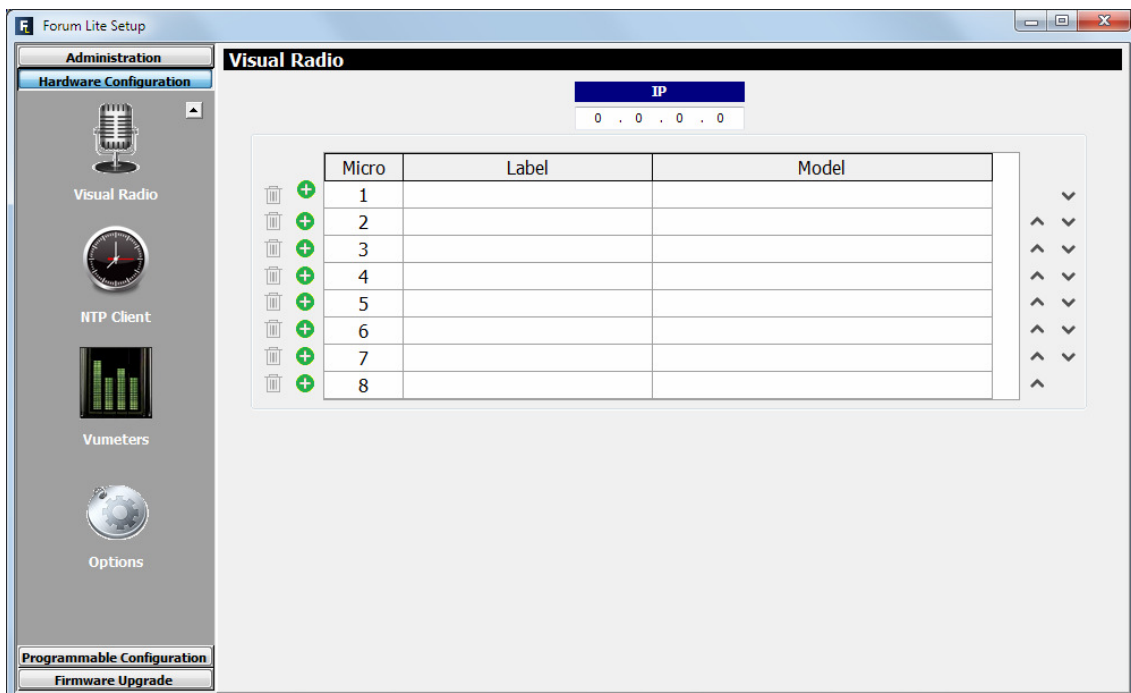 Forum Lite Setup
Administration
Hardware Configuration
Visual Radio
NTP Client
Vumeters
Options
Programmable Configuration
Firmware Upgrade
Visual Radio
IP
0 . 0 . 0 . 0
Micro Label Model
1
2
3
4
5
6
7
8